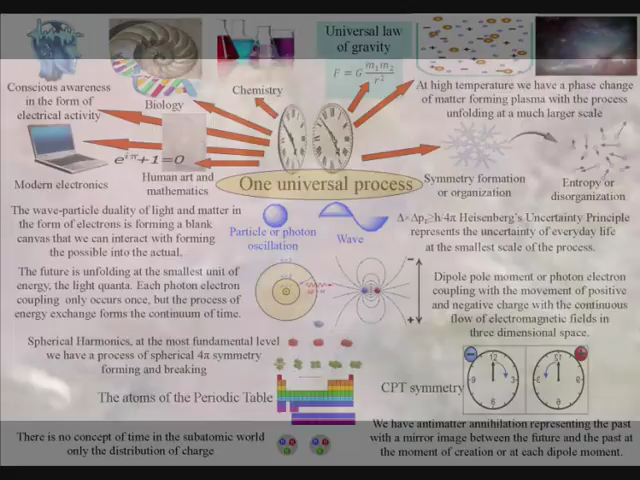 Universal law
of gravity
F = G m₁m₂/r²
Conscious awareness
in the form of
electrical activity
Biology
Chemistry
At high temperature we have a phase change
of matter forming plasma with the process
unfolding at a much larger scale
Modern electronics
e^iπ+1=0
Human art and
mathematics
One universal process
Symmetry formation
or organization
Entropy or
disorganization
The wave-particle duality of light and matter in
the form of electrons is forming a blank
canvas that we can interact with forming
the possible into the actual.
Particle or photon
oscillation
Wave
Heisenberg's Uncertainty Principle
represents the uncertainty of everyday life
at the smallest scale of the process.
The future is unfolding at the smallest unit of
energy, the light quanta. Each photon electron
coupling only occurs once, but the process of
energy exchange forms the continuum of time.
Dipole pole moment or photon electron
coupling with the movement of positive
and negative charge with the continuous
flow of electromagnetic fields in
three dimensional space.
Spherical Harmonics, at the most fundamental level
we have a process of spherical 4π symmetry
forming and breaking
The atoms of the Periodic Table
CPT symmetry
There is no concept of time in the subatomic world
only the distribution of charge
We have antimatter annihilation representing the past
with a mirror image between the future and the past at
the moment of creation or at each dipole moment.